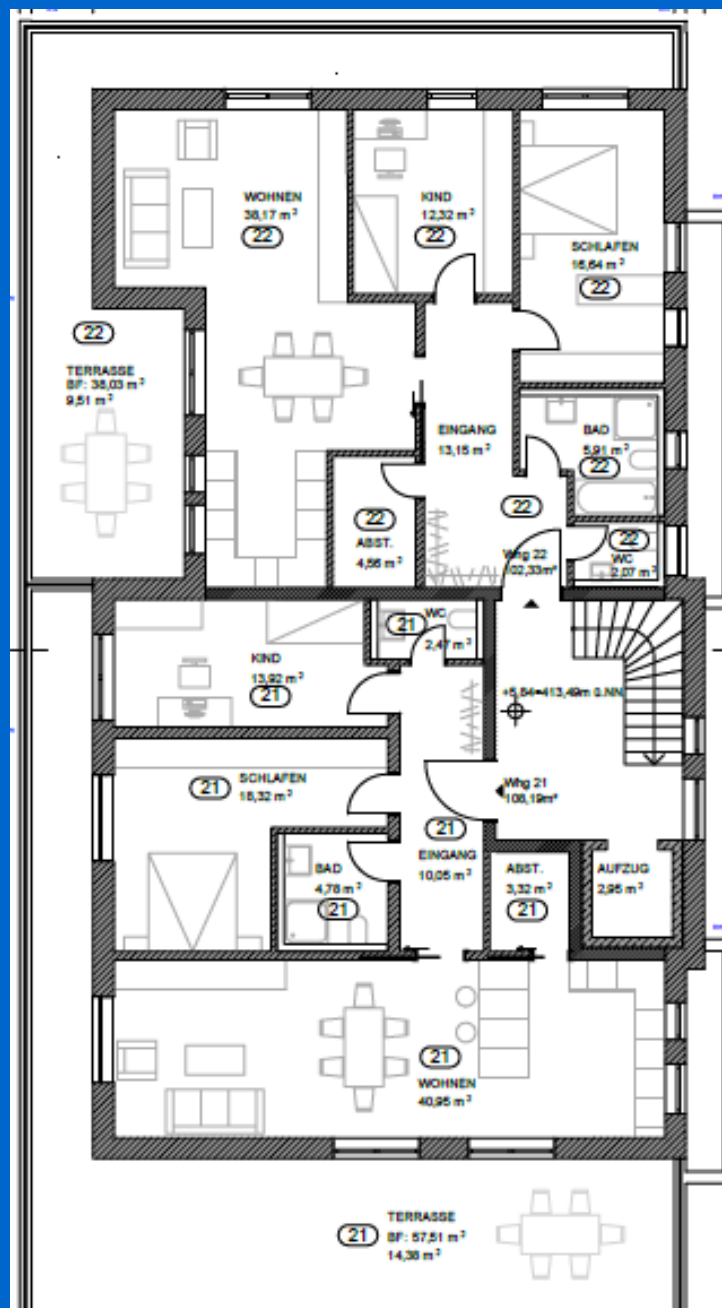 WOHNEN
38,17 m²
22
KIND
12,32 m²
22
SCHLAFEN
16,64 m²
22
22
TERRASSE
BF: 38,03 m²
9,51 m²
EINGANG
13,15 m²
22
BAD
5,91 m²
22
22
ABST.
4,56 m²
22
WC
2,07 m²
Whg 22
102,33m²
21
WC
2,47 m²
KIND
13,92 m²
21
+5,84=413,49m ü.NN
21
SCHLAFEN
18,32 m²
Whg 21
108,19m²
21
EINGANG
10,05 m²
BAD
4,78 m²
21
ABST.
3,32 m²
21
AUFZUG
2,95 m²
21
WOHNEN
40,95 m²
21
TERRASSE
BF: 57,51 m²
14,38 m²